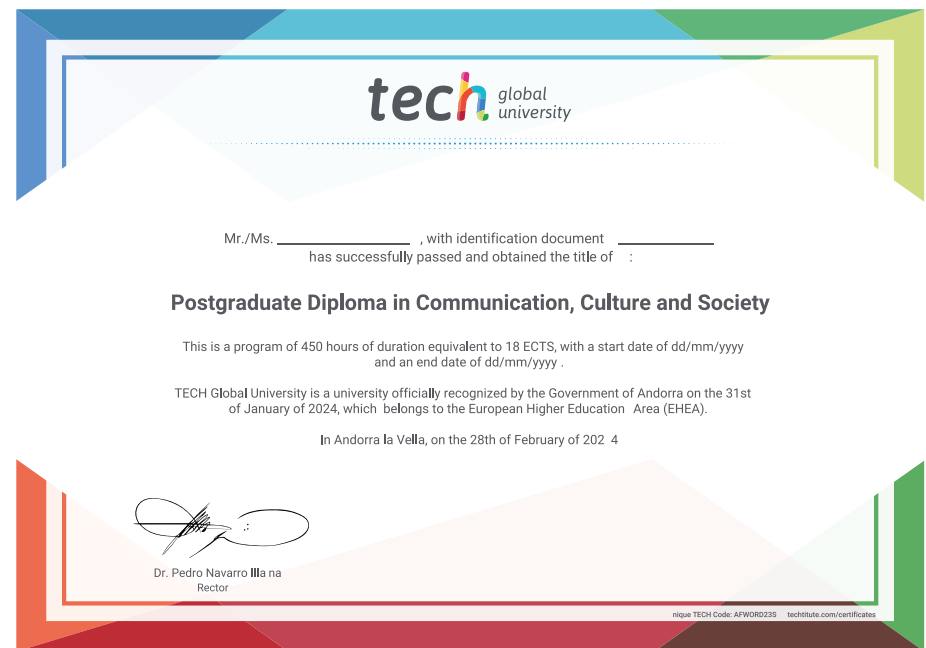 tech global university
Mr./Ms. ______________ , with identification document __________
has successfully passed and obtained the title of :
Postgraduate Diploma in Communication, Culture and Society
This is a program of 450 hours of duration equivalent to 18 ECTS, with a start date of dd/mm/yyyy
and an end date of dd/mm/yyyy .
TECH Global University is a university officially recognized by the Government of Andorra on the 31st
of January of 2024, which belongs to the European Higher Education Area (EHEA).
In Andorra la Vella, on the 28th of February of 202 4
Dr. Pedro Navarro Illa na
Rector
nique TECH Code: AFWORD23S techtitute.com/certificates